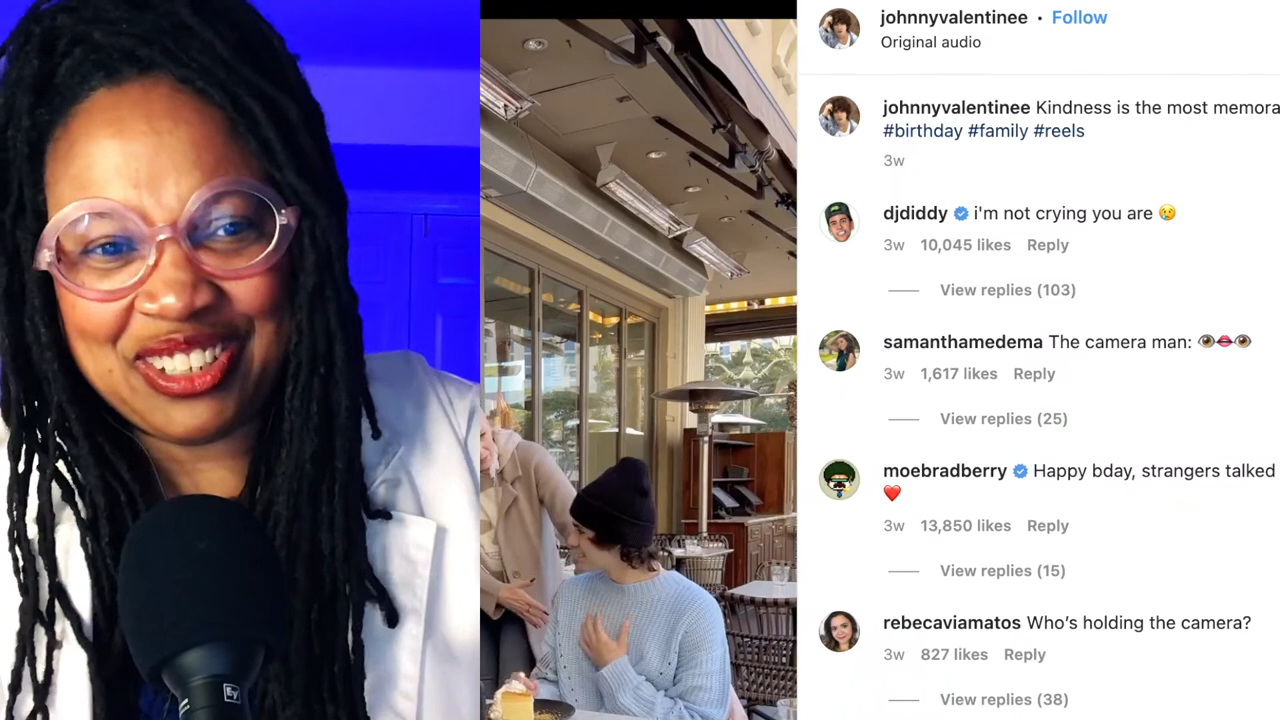 johnnyvalentinee • Follow
Original audio
johnnyvalentinee Kindness is the most memora
#birthday #family #reels
3w
djdiddy i'm not crying you are 😢
3w 10,045 likes Reply
View replies (103)
samanthamedema The camera man: 👁️👄👁️
3w 1,617 likes Reply
View replies (25)
moebradberry Happy bday, strangers talked
❤️
3w 13,850 likes Reply
View replies (15)
rebecaviamatos Who’s holding the camera?
3w 827 likes Reply
View replies (38)
EV